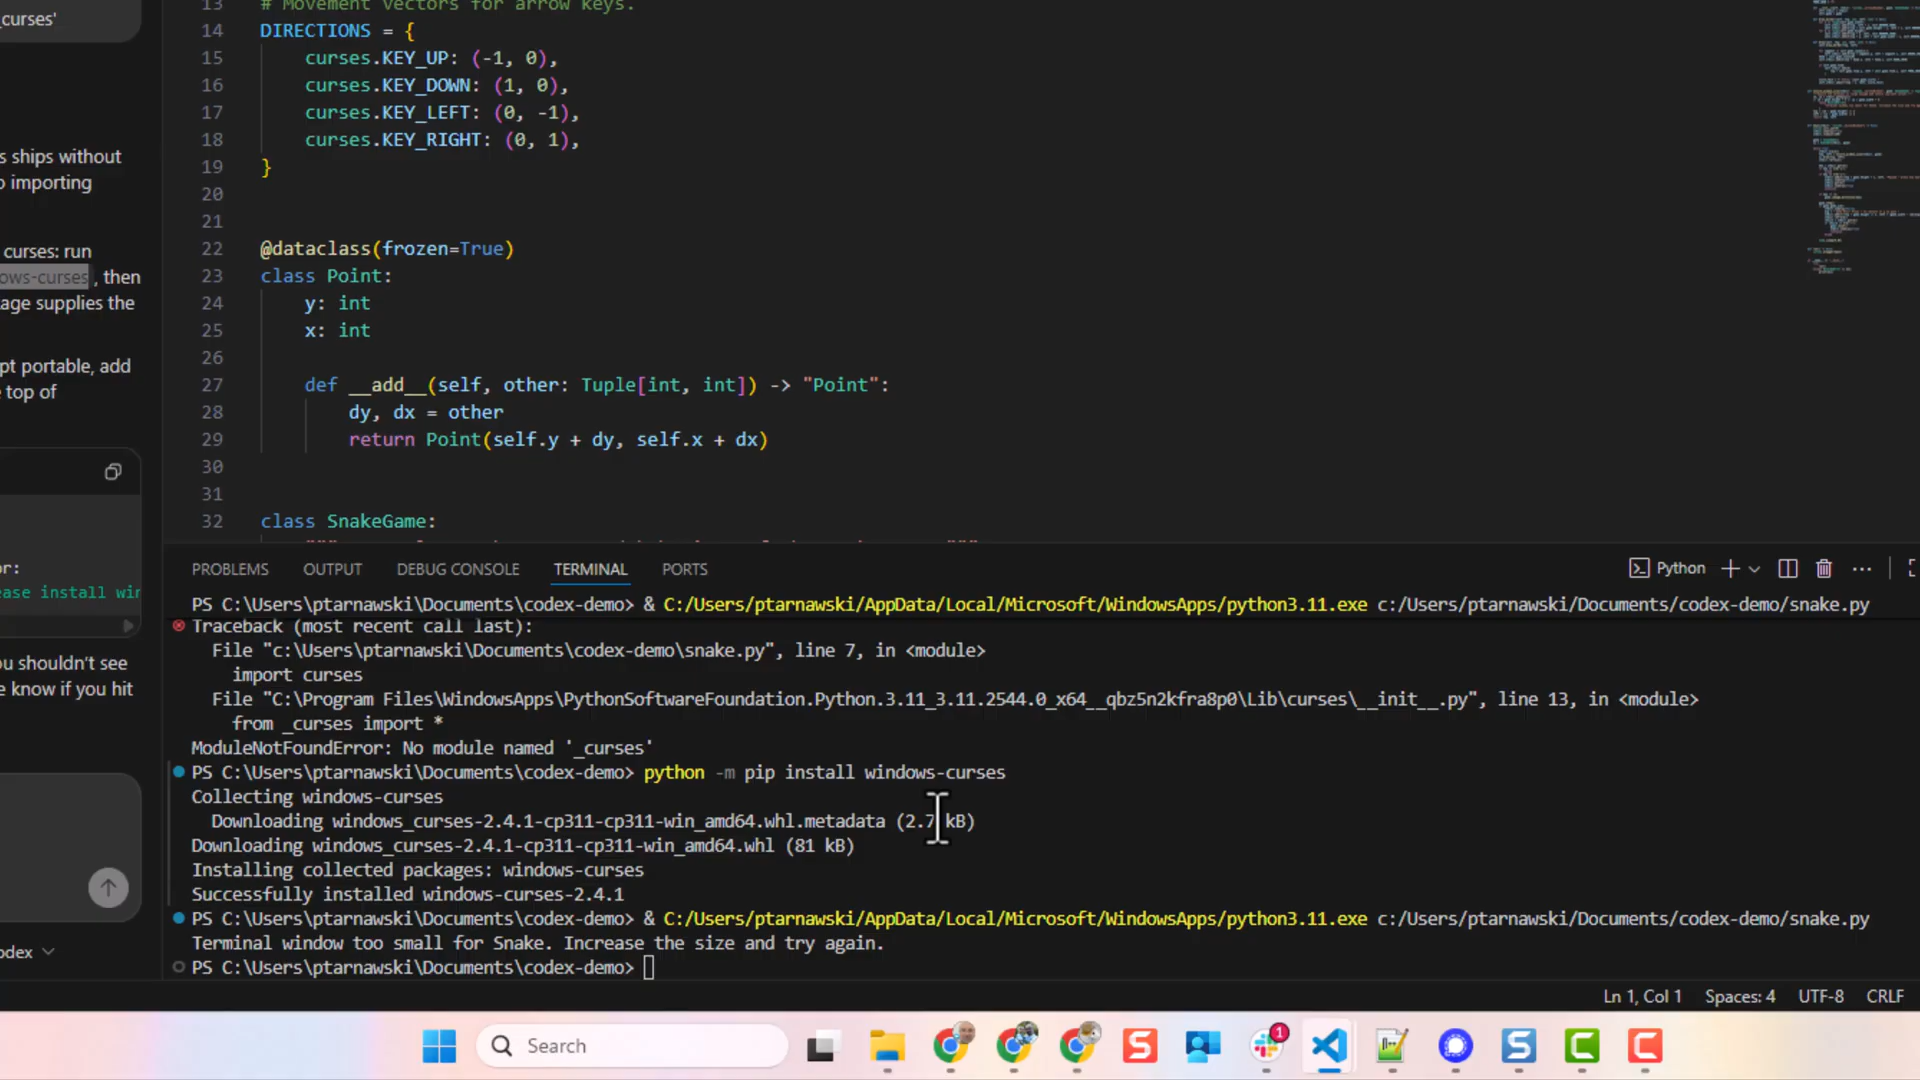 _curses'
s ships without
o importing
curses: run
ows-curses , then
age supplies the
pt portable, add
top of
or:
ease install win
u shouldn't see
e know if you hit
odex
13 # Movement vectors for arrow keys.
14 DIRECTIONS = {
15 curses.KEY_UP: (-1, 0),
16 curses.KEY_DOWN: (1, 0),
17 curses.KEY_LEFT: (0, -1),
18 curses.KEY_RIGHT: (0, 1),
19 }
20
21
22 @dataclass(frozen=True)
23 class Point:
24 y: int
25 x: int
26
27 def __add__(self, other: Tuple[int, int]) -> "Point":
28 dy, dx = other
29 return Point(self.y + dy, self.x + dx)
30
31
32 class SnakeGame:
PROBLEMS OUTPUT DEBUG CONSOLE TERMINAL PORTS Python
PS C:\Users\ptarnawski\Documents\codex-demo> & C:/Users/ptarnawski/AppData/Local/Microsoft/WindowsApps/python3.11.exe c:/Users/ptarnawski/Documents/codex-demo/snake.py
Traceback (most recent call last):
File "c:\Users\ptarnawski\Documents\codex-demo\snake.py", line 7, in <module>
import curses
File "C:\Program Files\WindowsApps\PythonSoftwareFoundation.Python.3.11_3.11.2544.0_x64__qbz5n2kfra8p0\Lib\curses\__init__.py", line 13, in <module>
from _curses import *
ModuleNotFoundError: No module named '_curses'
PS C:\Users\ptarnawski\Documents\codex-demo> python -m pip install windows-curses
Collecting windows-curses
Downloading windows_curses-2.4.1-cp311-cp311-win_amd64.whl.metadata (2.7 kB)
Downloading windows_curses-2.4.1-cp311-cp311-win_amd64.whl (81 kB)
Installing collected packages: windows-curses
Successfully installed windows-curses-2.4.1
PS C:\Users\ptarnawski\Documents\codex-demo> & C:/Users/ptarnawski/AppData/Local/Microsoft/WindowsApps/python3.11.exe c:/Users/ptarnawski/Documents/codex-demo/snake.py
Terminal window too small for Snake. Increase the size and try again.
PS C:\Users\ptarnawski\Documents\codex-demo>
Ln 1, Col 1 Spaces: 4 UTF-8 CRLF
Search
1